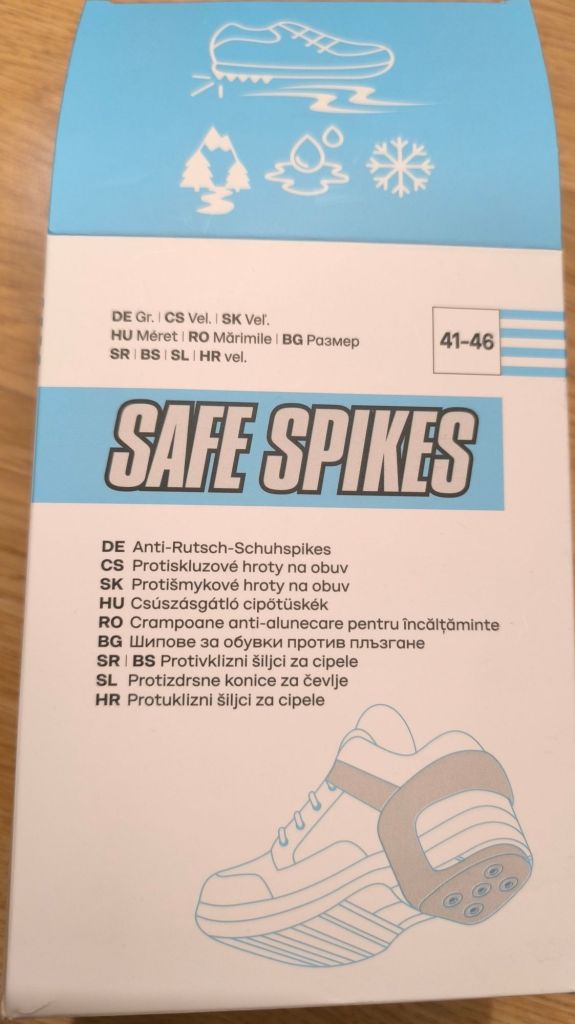 DE Gr. | CS Vel. | SK Veľ.
HU Méret | RO Mărimile | BG Размер
SR | BS | SL | HR vel.
41-46
SAFE SPIKES
DE Anti-Rutsch-Schuhspikes
CS Protiskluzové hroty na obuv
SK Protišmykové hroty na obuv
HU Csúszásgátló cipőtüskék
RO Crampoane anti-alunecare pentru încălțăminte
BG Шипове за обувки против плъзгане
SR | BS Protivklizni šiljci za cipele
SL Protizdrsne konice za čevlje
HR Protuklizni šiljci za cipele